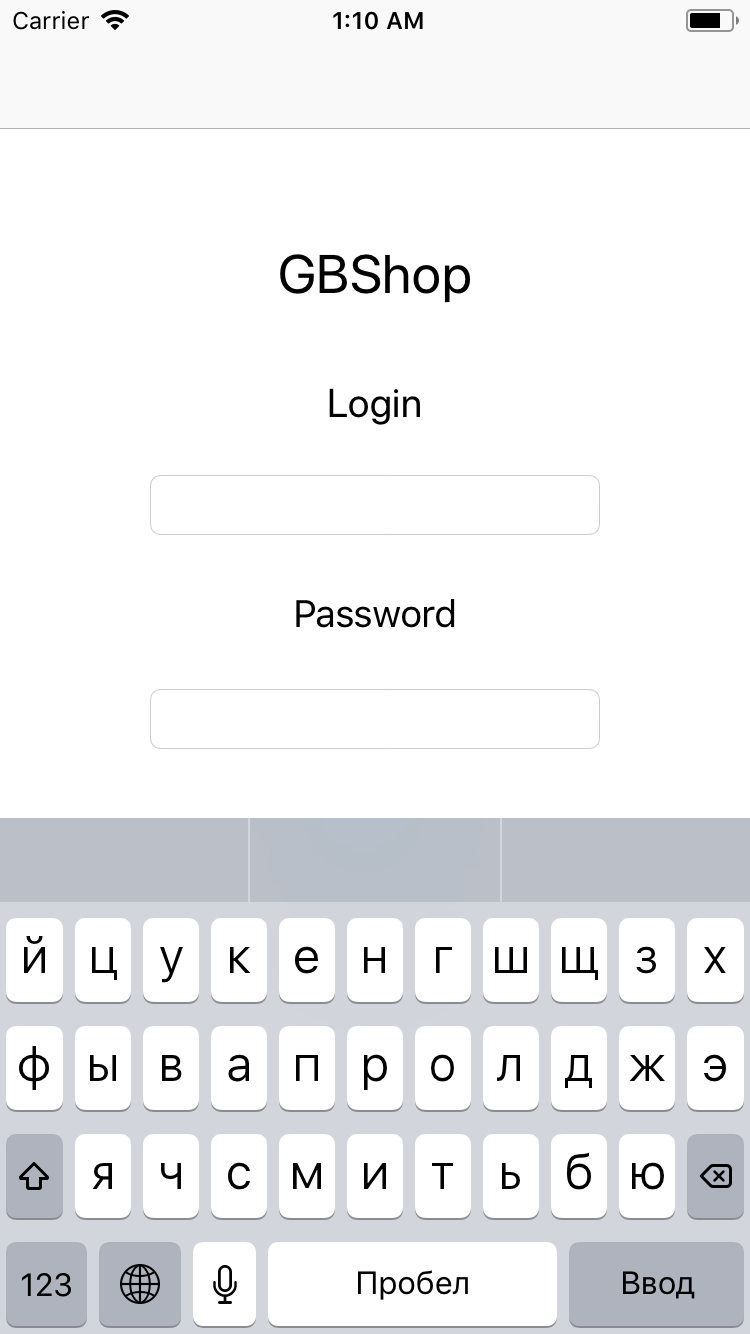 Carrier 1:10 AM
GBShop
Login
Password
й ц у к е н г ш щ з х
ф ы в а п р о л д ж э
я ч с м и т ь б ю
123 Пробел Ввод